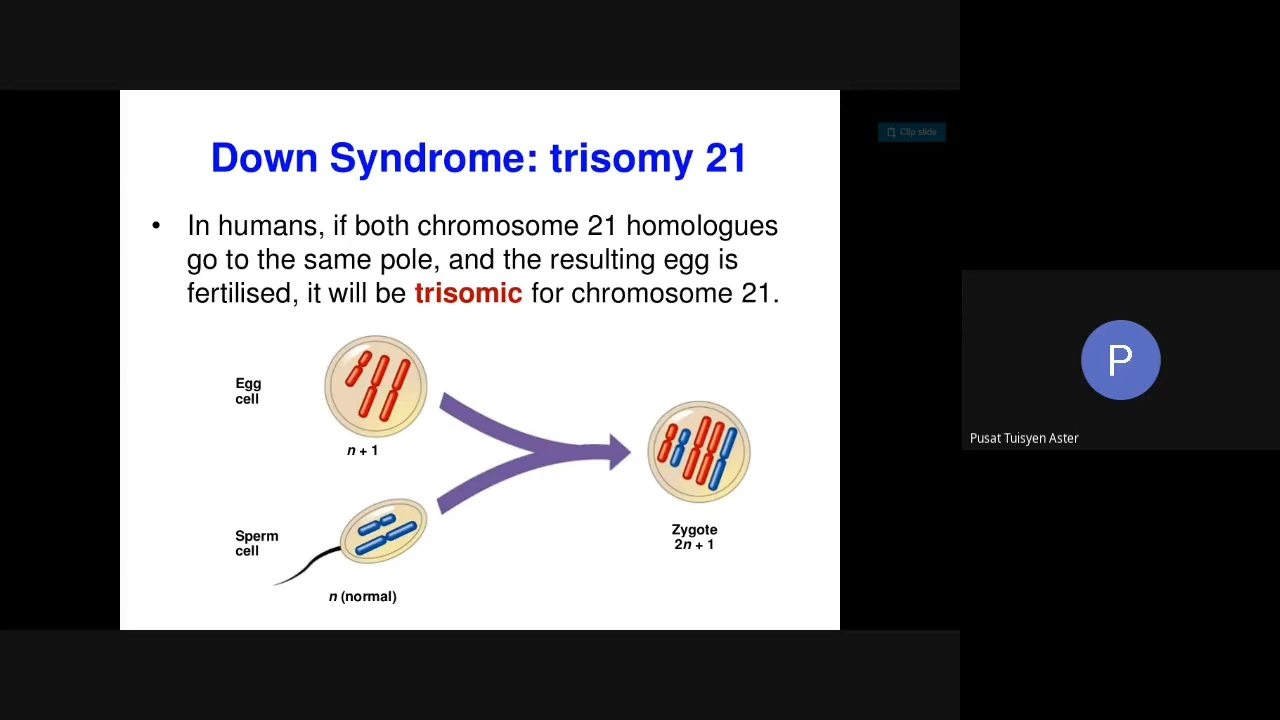 Down Syndrome: trisomy 21
Clip slide
• In humans, if both chromosome 21 homologues
go to the same pole, and the resulting egg is
fertilised, it will be trisomic for chromosome 21.
Egg
cell
n + 1
Sperm
cell
n (normal)
Zygote
2n + 1
P
Pusat Tuisyen Aster